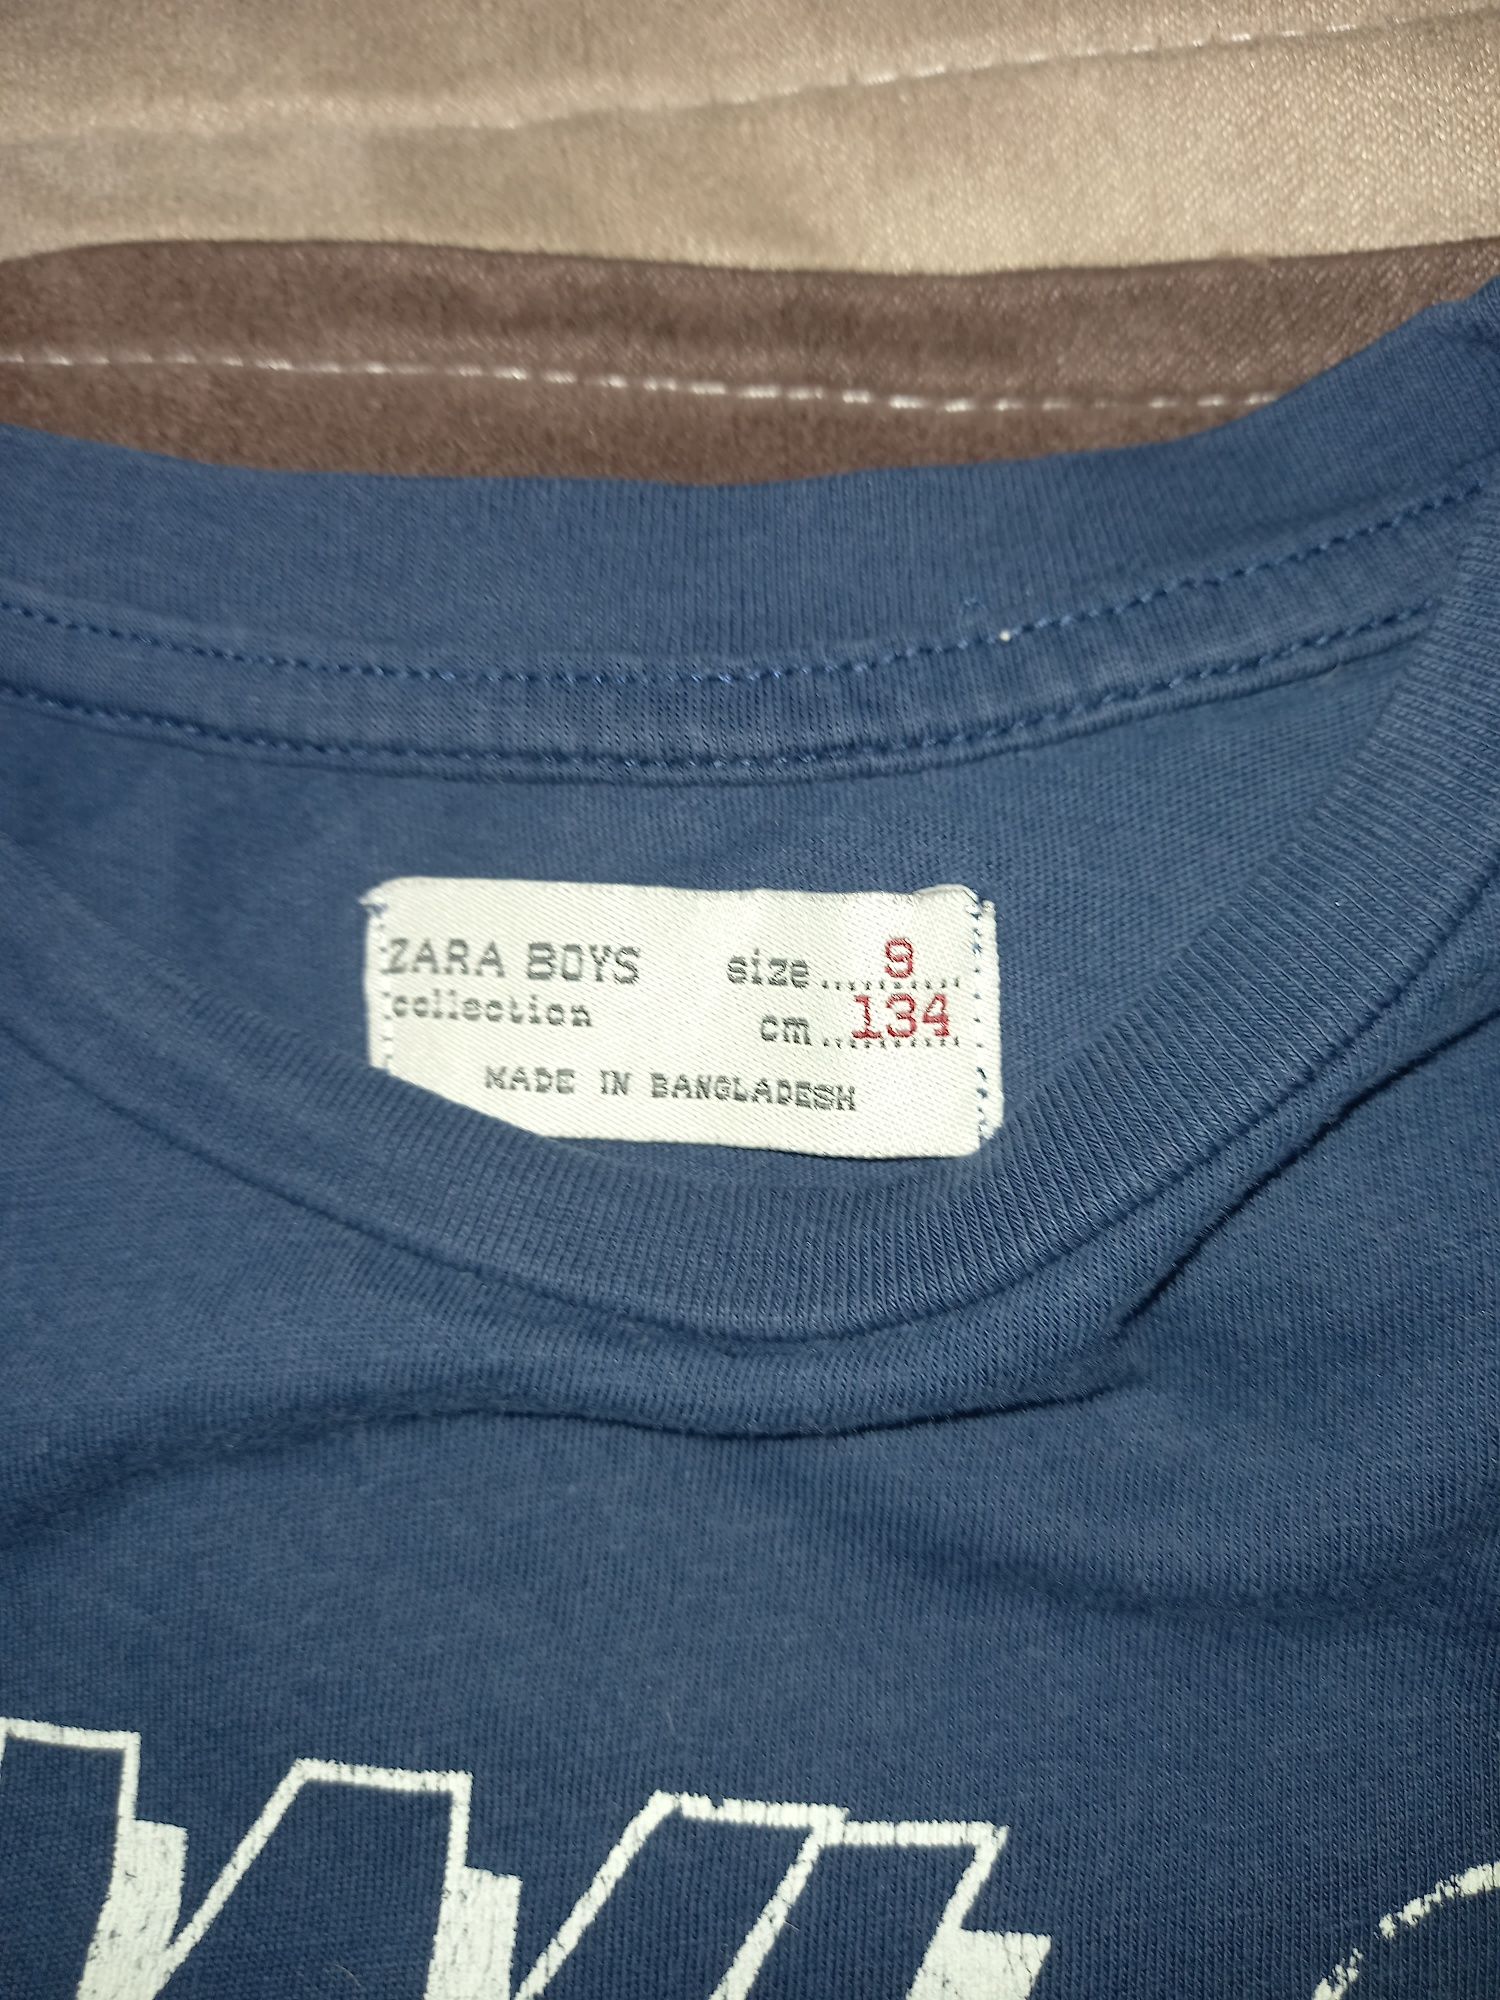 ZARA BOYS size 9
collection cm 134
MADE IN BANGLADESH